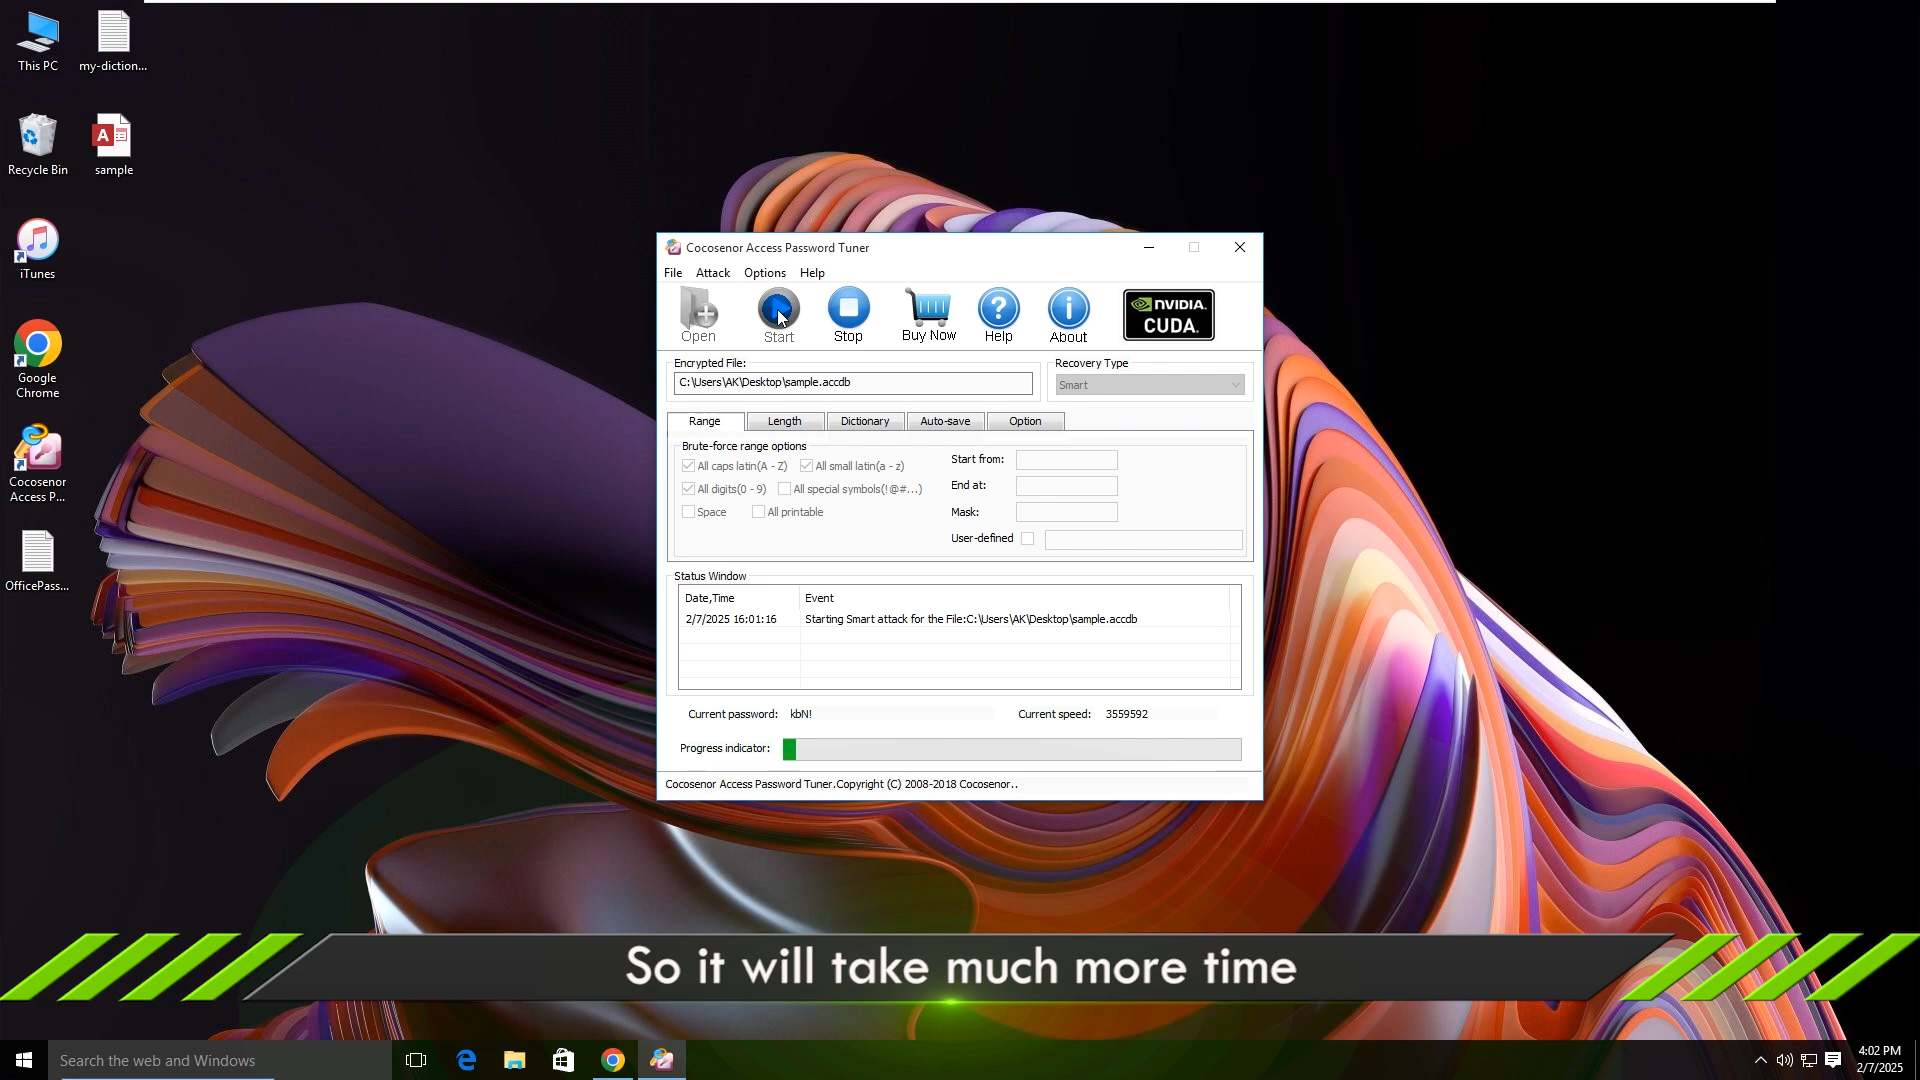 This PC
my-diction...
Recycle Bin
A
sample
iTunes
Google
Chrome
Cocosenor
Access P...
OfficePass...
Cocosenor Access Password Tuner
File Attack Options Help
Open Start Stop Buy Now Help About
NVIDIA.
CUDA.
Encrypted File:
C:\Users\AK\Desktop\sample.accdb
Recovery Type
Smart
Range Length Dictionary Auto-save Option
Brute-force range options
All caps latin(A - Z) All small latin(a - z)
All digits(0 - 9) All special symbols(!@#...)
Space All printable
Start from:
End at:
Mask:
User-defined
Status Window
Date,Time Event
2/7/2025 16:01:16 Starting Smart attack for the File:C:\Users\AK\Desktop\sample.accdb
Current password: kbN! Current speed: 3559592
Progress indicator:
Cocosenor Access Password Tuner.Copyright (C) 2008-2018 Cocosenor..
So it will take much more time
Search the web and Windows
4:02 PM
2/7/2025